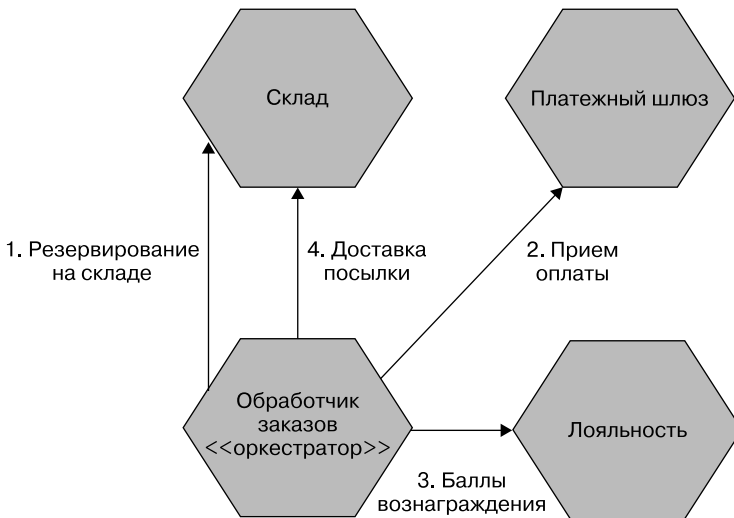 Склад
Платежный шлюз
1. Резервирование
на складе
4. Доставка
посылки
2. Прием
оплаты
Обработчик
заказов
<<оркестратор>>
Лояльность
3. Баллы
вознаграждения